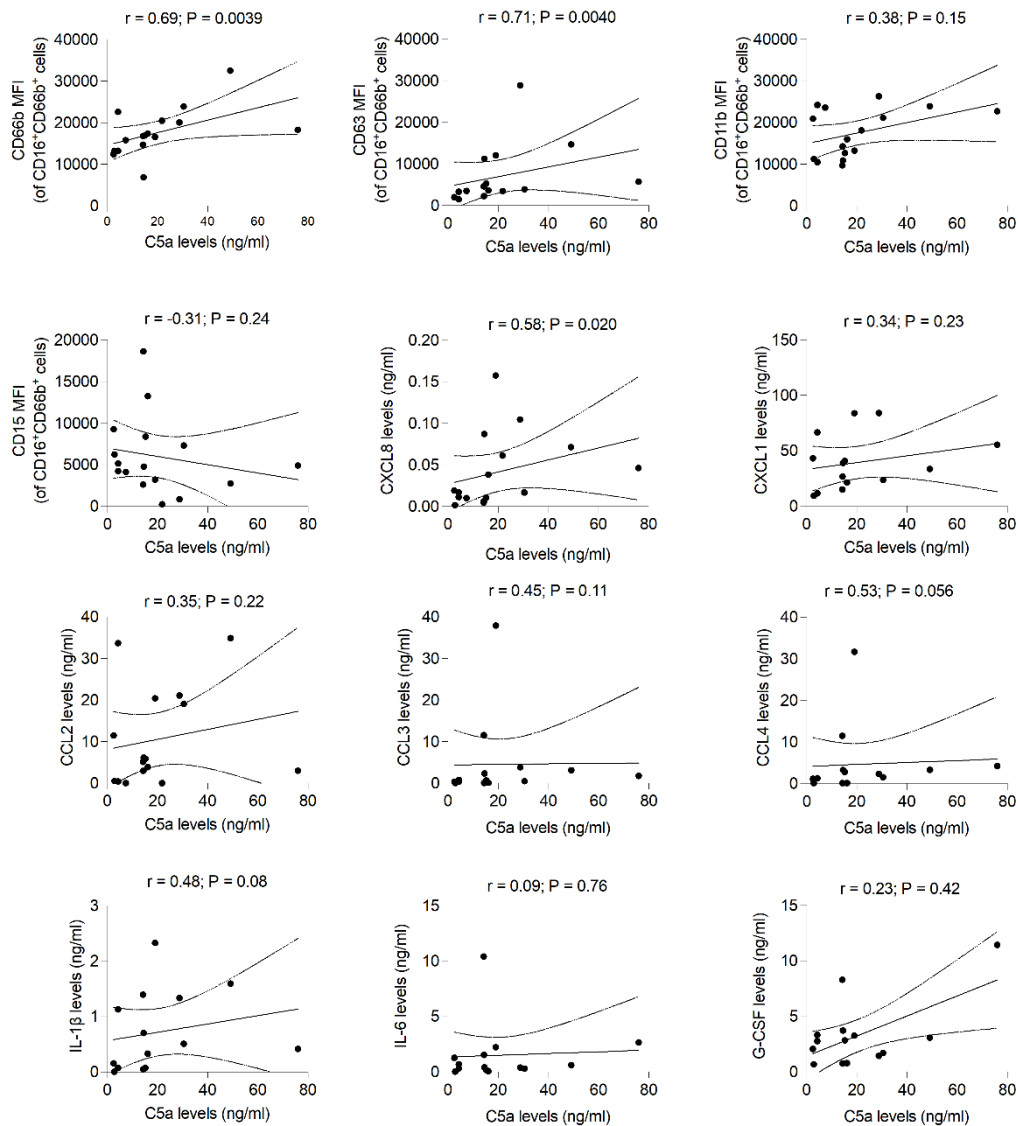 r = 0.69; P = 0.0039
CD66b MFI
(of CD16⁺CD66b⁺ cells)
40000
30000
20000
10000
0
0 20 40 60 80
C5a levels (ng/ml)
r = 0.71; P = 0.0040
CD63 MFI
(of CD16⁺CD66b⁺ cells)
40000
30000
20000
10000
0
0 20 40 60 80
C5a levels (ng/ml)
r = 0.38; P = 0.15
CD11b MFI
(of CD16⁺CD66b⁺ cells)
40000
30000
20000
10000
0
0 20 40 60 80
C5a levels (ng/ml)
r = -0.31; P = 0.24
CD15 MFI
(of CD16⁺CD66b⁺ cells)
20000
15000
10000
5000
0
0 20 40 60 80
C5a levels (ng/ml)
r = 0.58; P = 0.020
CXCL8 levels (ng/ml)
0.20
0.15
0.10
0.05
0.00
0 20 40 60 80
C5a levels (ng/ml)
r = 0.34; P = 0.23
CXCL1 levels (ng/ml)
150
100
50
0
0 20 40 60 80
C5a levels (ng/ml)
r = 0.35; P = 0.22
CCL2 levels (ng/ml)
40
30
20
10
0
0 20 40 60 80
C5a levels (ng/ml)
r = 0.45; P = 0.11
CCL3 levels (ng/ml)
40
30
20
10
0
0 20 40 60 80
C5a levels (ng/ml)
r = 0.53; P = 0.056
CCL4 levels (ng/ml)
40
30
20
10
0
0 20 40 60 80
C5a levels (ng/ml)
r = 0.48; P = 0.08
IL-1β levels (ng/ml)
3
2
1
0
0 20 40 60 80
C5a levels (ng/ml)
r = 0.09; P = 0.76
IL-6 levels (ng/ml)
15
10
5
0
0 20 40 60 80
C5a levels (ng/ml)
r = 0.23; P = 0.42
G-CSF levels (ng/ml)
15
10
5
0
0 20 40 60 80
C5a levels (ng/ml)